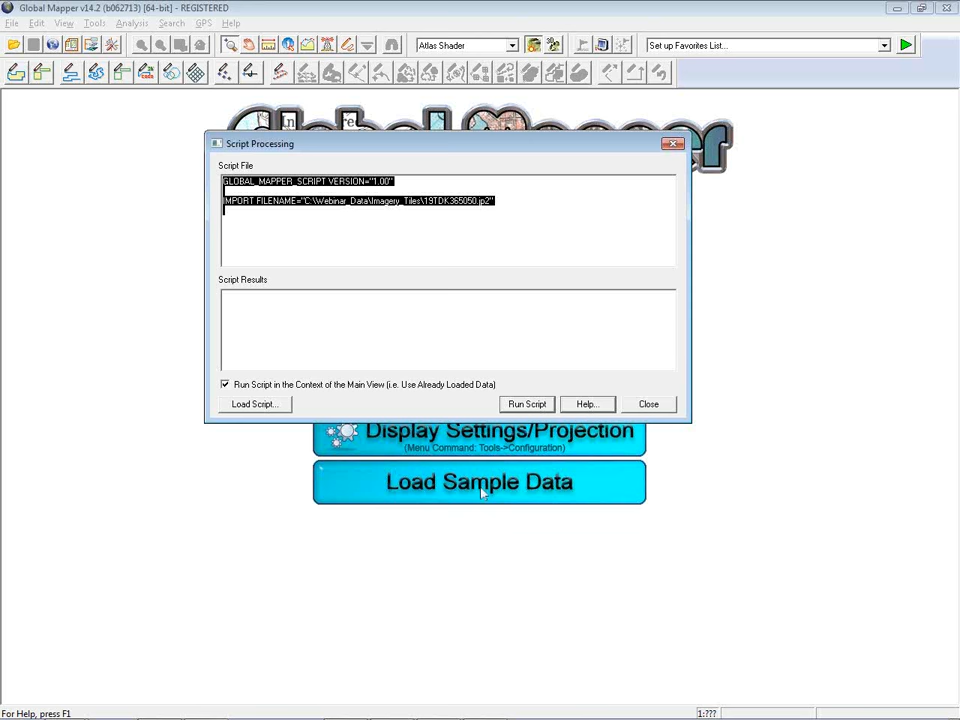 Global Mapper v14.2 (b062713) [64-bit] - REGISTERED
File Edit View Tools Analysis Search GPS Help
Atlas Shader
Set up Favorites List...
Script Processing
Script File
GLOBAL_MAPPER_SCRIPT VERSION="1.00"
IMPORT FILENAME="C:\Webinar_Data\Imagery_Tiles\19TDK365050.jp2"
Script Results
Run Script in the Context of the Main View (i.e. Use Already Loaded Data)
Load Script... Run Script Help... Close
Display Settings/Projection
(Menu Command: Tools->Configuration)
Load Sample Data
For Help, press F1
1:???